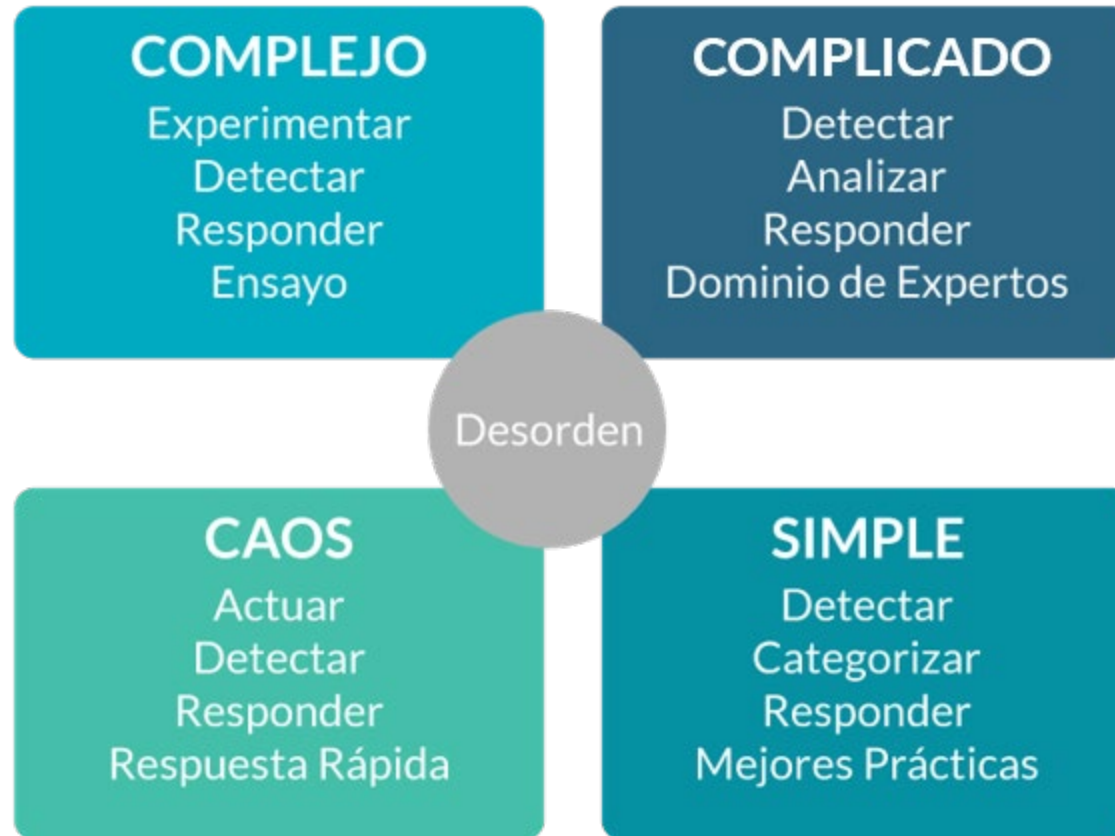 COMPLEJO
Experimentar
Detectar
Responder
Ensayo
COMPLICADO
Detectar
Analizar
Responder
Dominio de Expertos
Desorden
CAOS
Actuar
Detectar
Responder
Respuesta Rápida
SIMPLE
Detectar
Categorizar
Responder
Mejores Prácticas